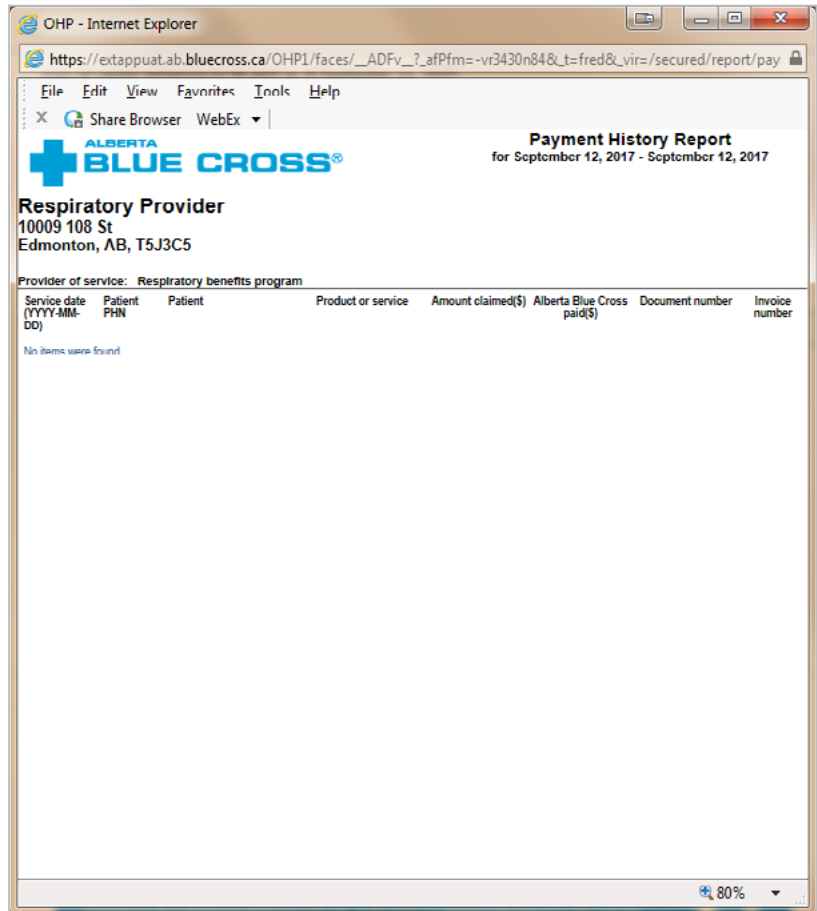 OHP - Internet Explorer
https://extappuat.ab.bluecross.ca/OHP1/faces/__ADFv__?_afPfm=-vr3430n84&_t=fred&_vir=/secured/report/pay
File Edit View Favorites Tools Help
X Share Browser WebEx
ALBERTA
BLUE CROSS®
Payment History Report
for September 12, 2017 - September 12, 2017
Respiratory Provider
10009 108 St
Edmonton, AB, T5J3C5
Provider of service: Respiratory benefits program
Service date Patient Patient Product or service Amount claimed($) Alberta Blue Cross Document number Invoice
(YYYY-MM- PHN paid($) number
DD)
No items were found
80%